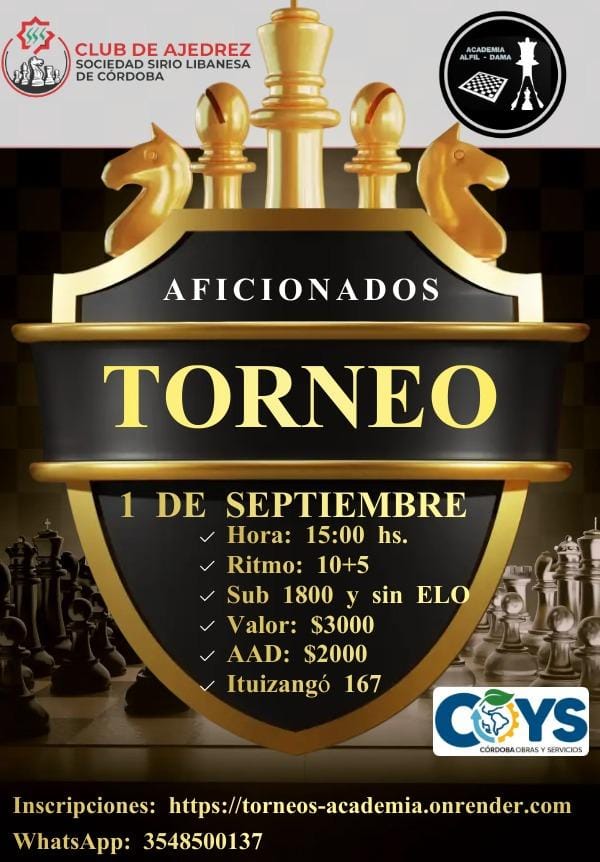 CLUB DE AJEDREZ
SOCIEDAD SIRIO LIBANESA
DE CÓRDOBA
ACADEMIA
ALFIL - DAMA
AFICIONADOS
TORNEO
1 DE SEPTIEMBRE
Hora: 15:00 hs.
Ritmo: 10+5
Sub 1800 y sin ELO
Valor: $3000
AAD: $2000
Ituizangó 167
COYS
CÓRDOBA OBRAS Y SERVICIOS
Inscripciones: https://torneos-academia.onrender.com
WhatsApp: 3548500137